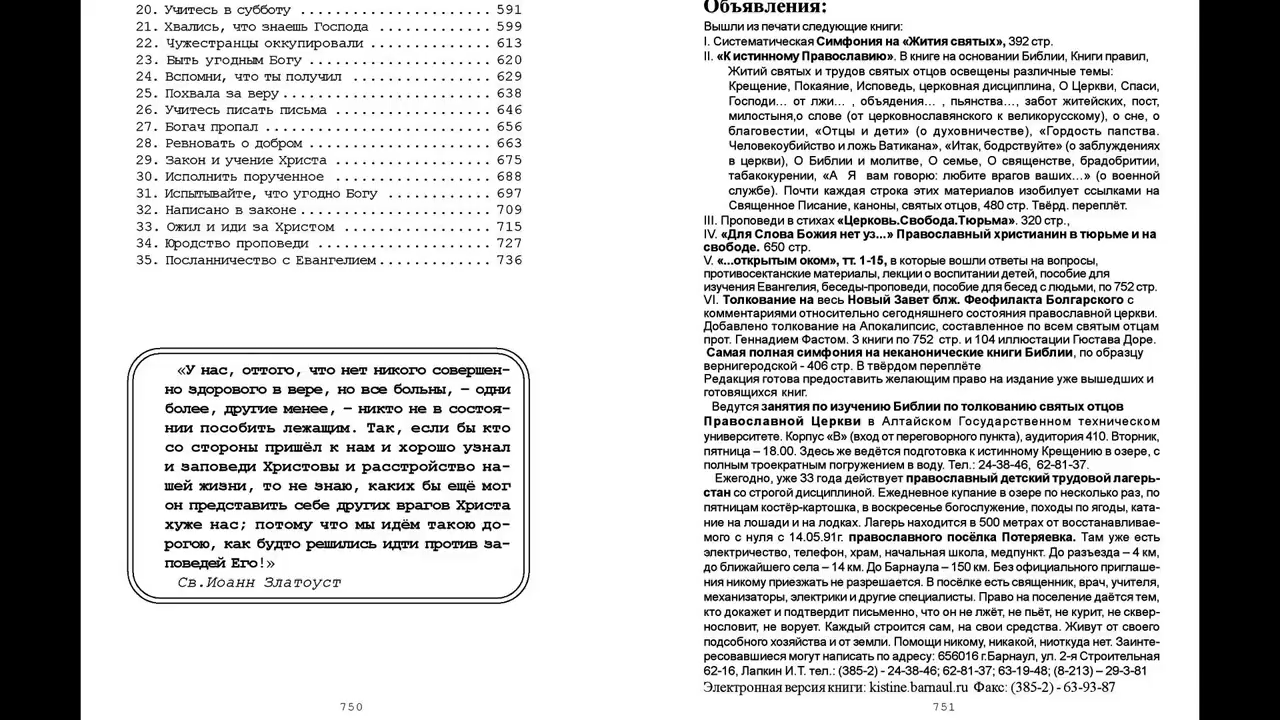 20. Учитесь в субботу ..................... 591
21. Хвались, что знаешь Господа ........... 599
22. Чужестранцы оккупировали .............. 613
23. Быть угодным Богу ..................... 620
24. Вспомни, что ты получил ............... 629
25. Похвала за веру ....................... 638
26. Учитесь писать письма ................. 646
27. Богач пропал .......................... 656
28. Ревновать о добром .................... 663
29. Закон и учение Христа ................. 675
30. Исполнить порученное .................. 688
31. Испытывайте, что угодно Богу .......... 697
32. Написано в законе ..................... 709
33. Ожил и иди за Христом ................. 715
34. Юродство проповеди .................... 727
35. Посланничество с Евангелием ........... 736
«У нас, оттого, что нет никого совершен-
но здорового в вере, но все больны, – одни
более, другие менее, – никто не в состоя-
нии пособить лежащим. Так, если бы кто
со стороны пришёл к нам и хорошо узнал
и заповеди Христовы и расстройство на-
шей жизни, то не знаю, каких бы ещё мог
он представить себе других врагов Христа
хуже нас; потому что мы идём такою до-
рогою, как будто решились идти против за-
поведей Его!»
Св.Иоанн Златоуст
750
Объявления:
Вышли из печати следующие книги:
I. Систематическая Симфония на «Жития святых», 392 стр.
II. «К истинному Православию». В книге на основании Библии, Книги правил,
Житий святых и трудов святых отцов освещены различные темы:
Крещение, Покаяние, Исповедь, церковная дисциплина, О Церкви, Спаси,
Господи... от лжи... , объядения... , пьянства..., забот житейских, пост,
милостыня,о слове (от церковнославянского к великорусскому), о сне, о
благовестии, «Отцы и дети» (о духовничестве), «Гордость папства.
Человекоубийство и ложь Ватикана», «Итак, бодрствуйте» (о заблуждениях
в церкви), О Библии и молитве, О семье, О священстве, брадобритии,
табакокурении, «А Я вам говорю: любите врагов ваших...» (о военной
службе). Почти каждая строка этих материалов изобилует ссылками на
Священное Писание, каноны, святых отцов, 480 стр. Твёрд. переплёт.
III. Проповеди в стихах «Церковь.Свобода.Тюрьма». 320 стр.,
IV. «Для Слова Божия нет уз...» Православный христианин в тюрьме и на
свободе. 650 стр.
V. «...открытым оком», тт. 1-15, в которые вошли ответы на вопросы,
противосектанские материалы, лекции о воспитании детей, пособие для
изучения Евангелия, беседы-проповеди, пособие для бесед с людьми, по 752 стр.
VI. Толкование на весь Новый Завет блж. Феофилакта Болгарского с
комментариями относительно сегодняшнего состояния православной церкви.
Добавлено толкование на Апокалипсис, составленное по всем святым отцам
прот. Геннадием Фастом. 3 книги по 752 стр. и 104 иллюстации Гюстава Доре.
Самая полная симфония на неканонические книги Библии, по образцу
вернигеродской - 406 стр. В твёрдом переплёте
Редакция готова предоставить желающим право на издание уже вышедших и
готовящихся книг.
Ведутся занятия по изучению Библии по толкованию святых отцов
Православной Церкви в Алтайском Государственном техническом
университете. Корпус «В» (вход от переговорного пункта), аудитория 410. Вторник,
пятница – 18.00. Здесь же ведётся подготовка к истинному Крещению в озере, с
полным троекратным погружением в воду. Тел.: 24-38-46, 62-81-37.
Ежегодно, уже 33 года действует православный детский трудовой лагерь-
стан со строгой дисциплиной. Ежедневное купание в озере по несколько раз, по
пятницам костёр-картошка, в воскресенье богослужение, походы по ягоды, ката-
ние на лошади и на лодках. Лагерь находится в 500 метрах от восстанавливае-
мого с нуля с 14.05.91г. православного посёлка Потеряевка. Там уже есть
электричество, телефон, храм, начальная школа, медпункт. До разъезда – 4 км,
до ближайшего села – 14 км. До Барнаула – 150 км. Без официального приглаше-
ния никому приезжать не разрешается. В посёлке есть священник, врач, учителя,
механизаторы, электрики и другие специалисты. Право на поселение даётся тем,
кто докажет и подтвердит письменно, что он не лжёт, не пьёт, не курит, не сквер-
нословит, не ворует. Каждый строится сам, на свои средства. Живут от своего
подсобного хозяйства и от земли. Помощи никому, никакой, ниоткуда нет. Заинте-
ресовавшиеся могут написать по адресу: 656016 г.Барнаул, ул. 2-я Строительная
62-16, Лапкин И.Т. тел.: (385-2) - 24-38-46; 62-81-37; 63-19-48; (8-213) – 29-3-81
Электронная версия книги: kistine.barnaul.ru Факс: (385-2) - 63-93-87
751